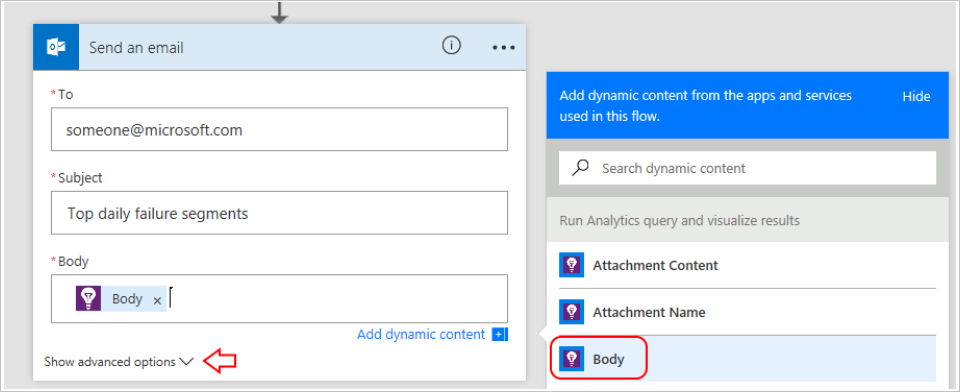 Send an email
*To
someone@microsoft.com
*Subject
Top daily failure segments
*Body
Body ×
Add dynamic content
Show advanced options
Add dynamic content from the apps and services
used in this flow.
Hide
Search dynamic content
Run Analytics query and visualize results
Attachment Content
Attachment Name
Body